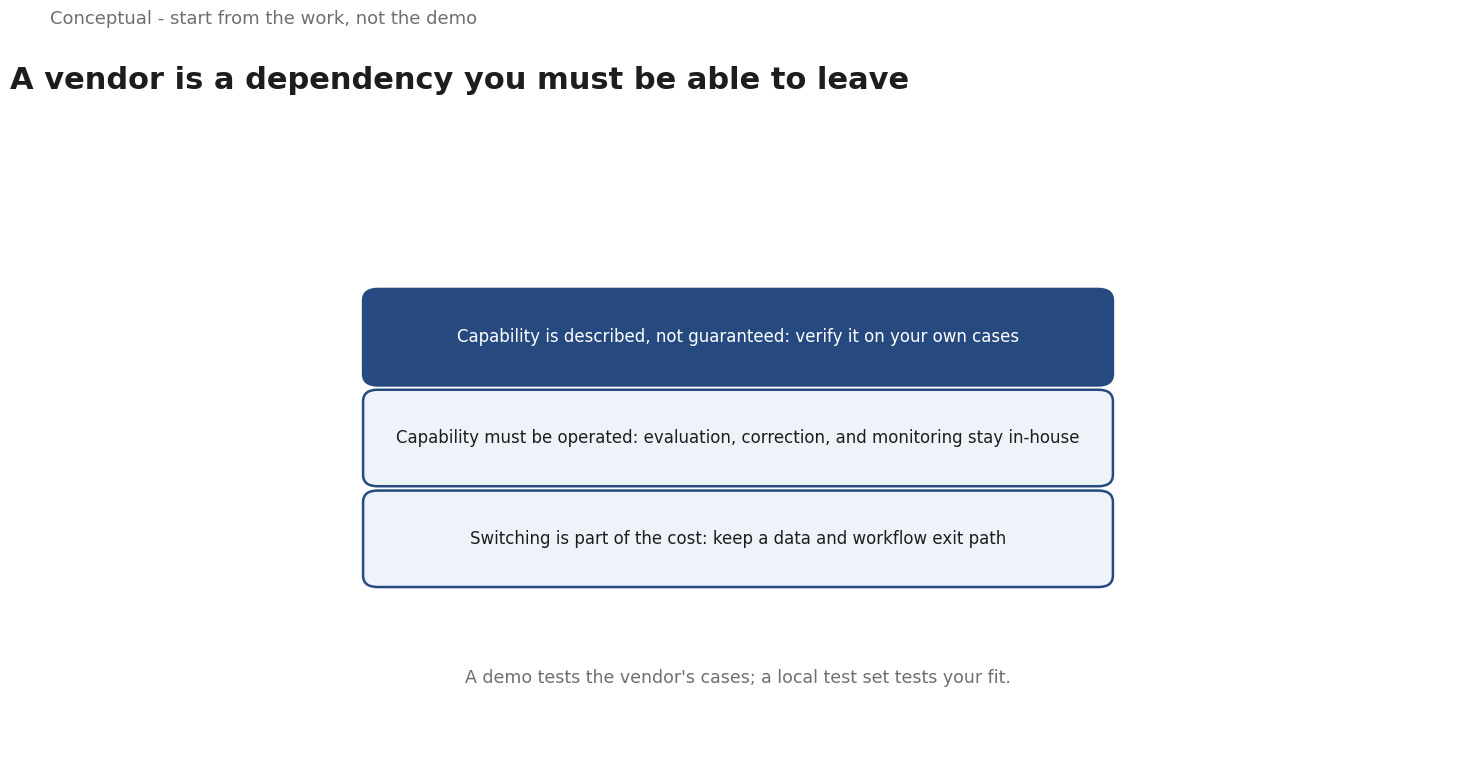 Conceptual - start from the work, not the demo
A vendor is a dependency you must be able to leave
Capability is described, not guaranteed: verify it on your own cases
Capability must be operated: evaluation, correction, and monitoring stay in-house
Switching is part of the cost: keep a data and workflow exit path
A demo tests the vendor's cases; a local test set tests your fit.